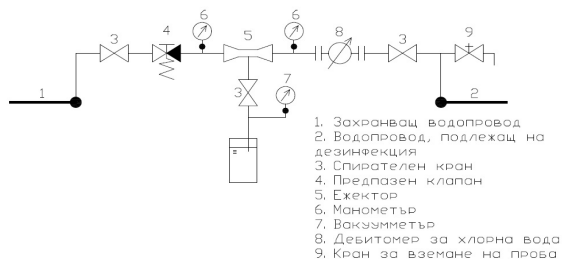 6 6
3 4 5 8 3 9
7
3
1 2
1. Захранващ водопровод
2. Водопровод, подлежащ на
дезинфекция
3. Спирателен кран
4. Предпазен клапан
5. Ежектор
6. Манометър
7. Вакуумметър
8. Дебитомер за хлорна вода
9. Кран за вземане на проба